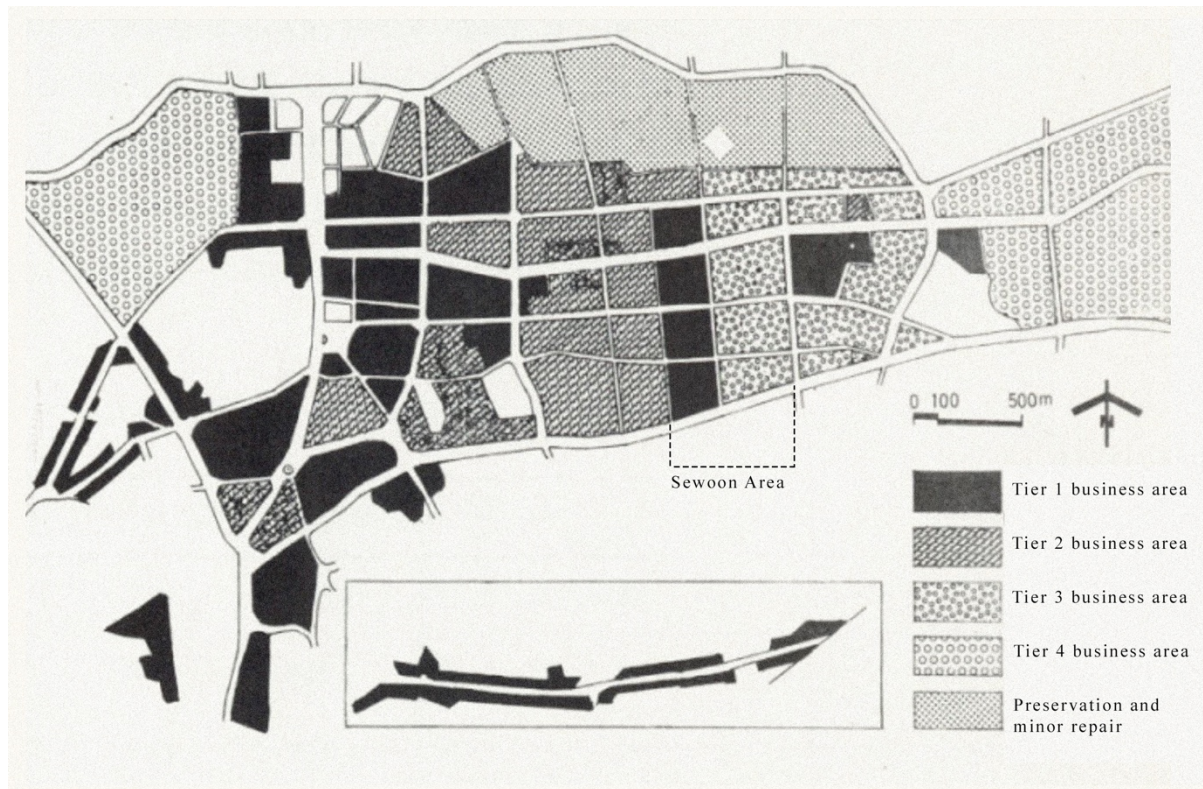 0 100 500m
N
Sewoon Area
Tier 1 business area
Tier 2 business area
Tier 3 business area
Tier 4 business area
Preservation and
minor repair